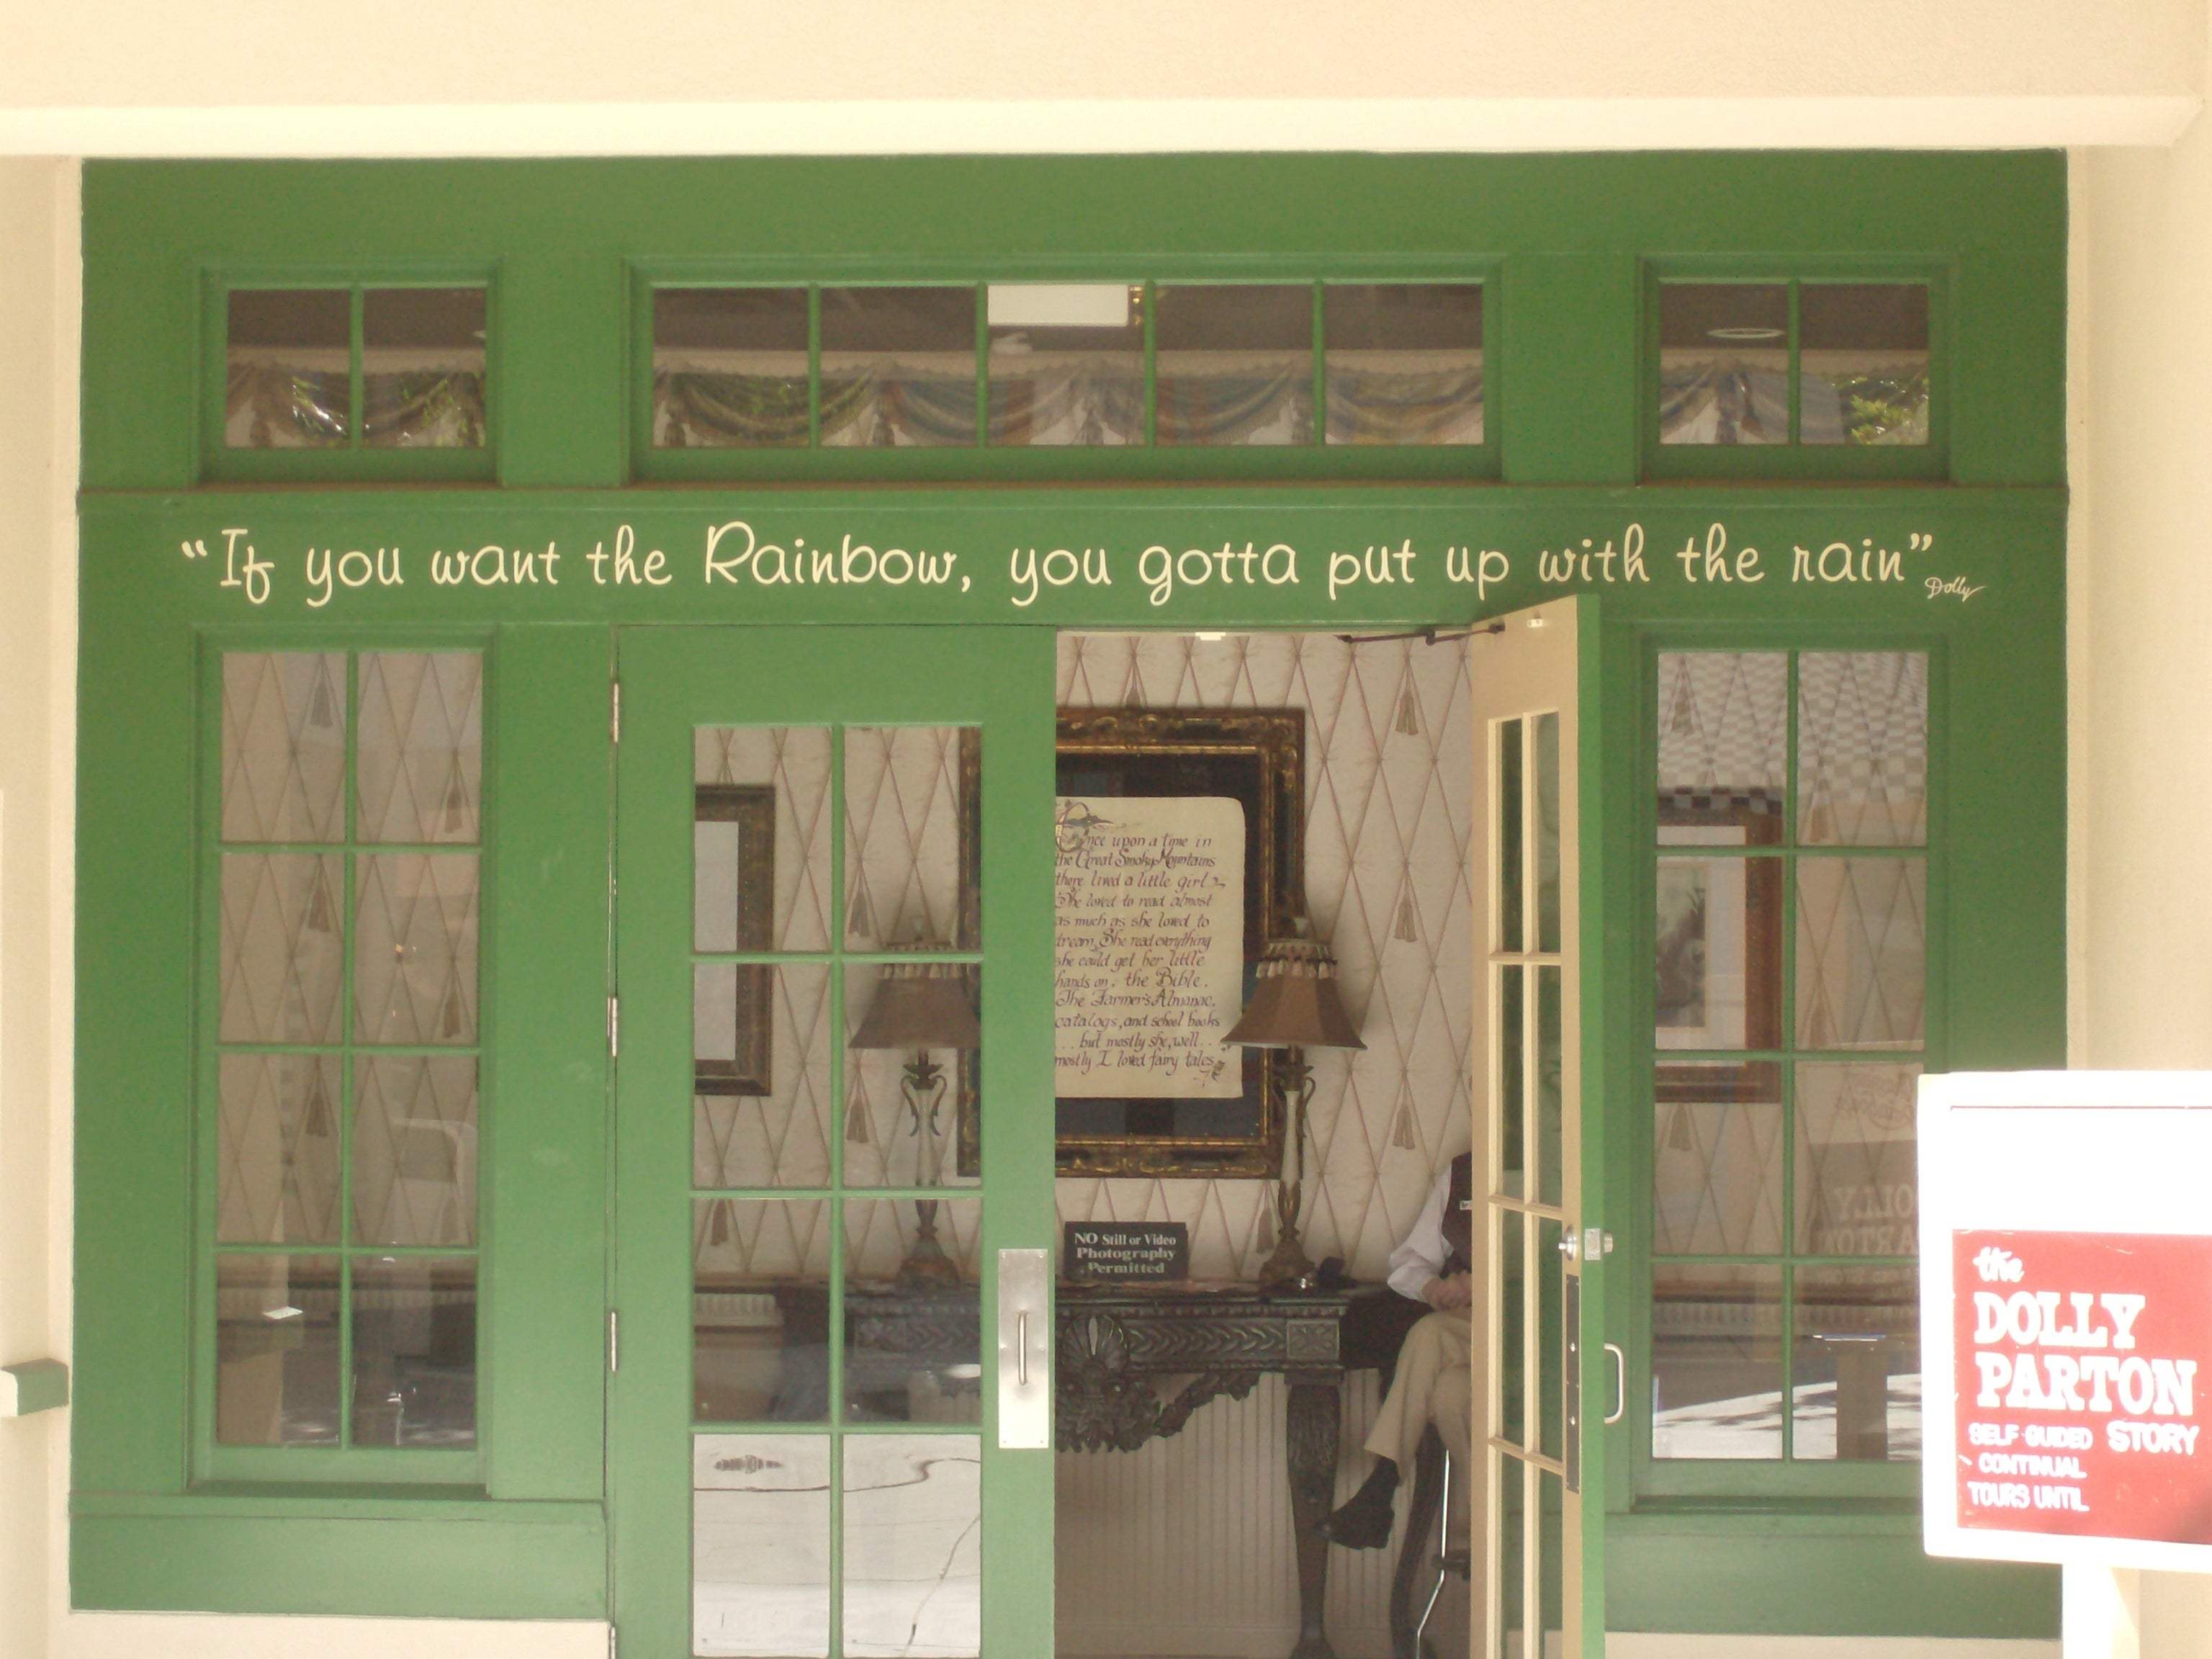 “If you want the Rainbow, you gotta put up with the rain”
Dolly
Once upon a time in
the Great Smoky Mountains
there lived a little girl
She loved to read almost
as much as she loved to
dream. She read everything
she could get her little
hands on. the Bible.
The Farmer's Almanac,
catalogs, and school books
...but mostly she, well..
mostly I loved fairy tales
NO Still or Video
Photography
Permitted
the
DOLLY
PARTON
SELF-GUIDED STORY
CONTINUAL
TOURS UNTIL